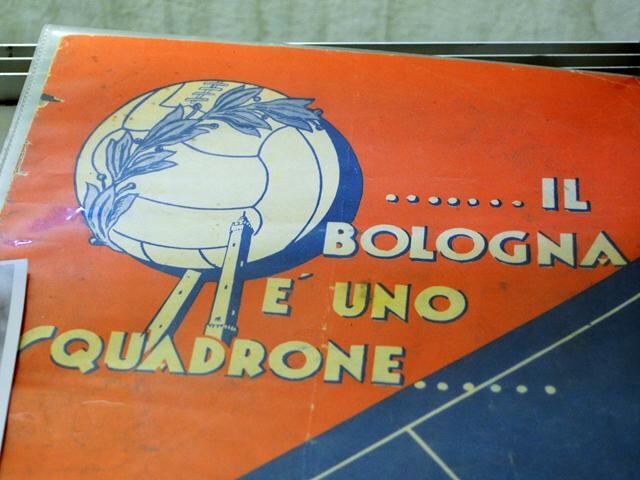 ....... IL
BOLOGNA
E´ UNO
SQUADRONE .......